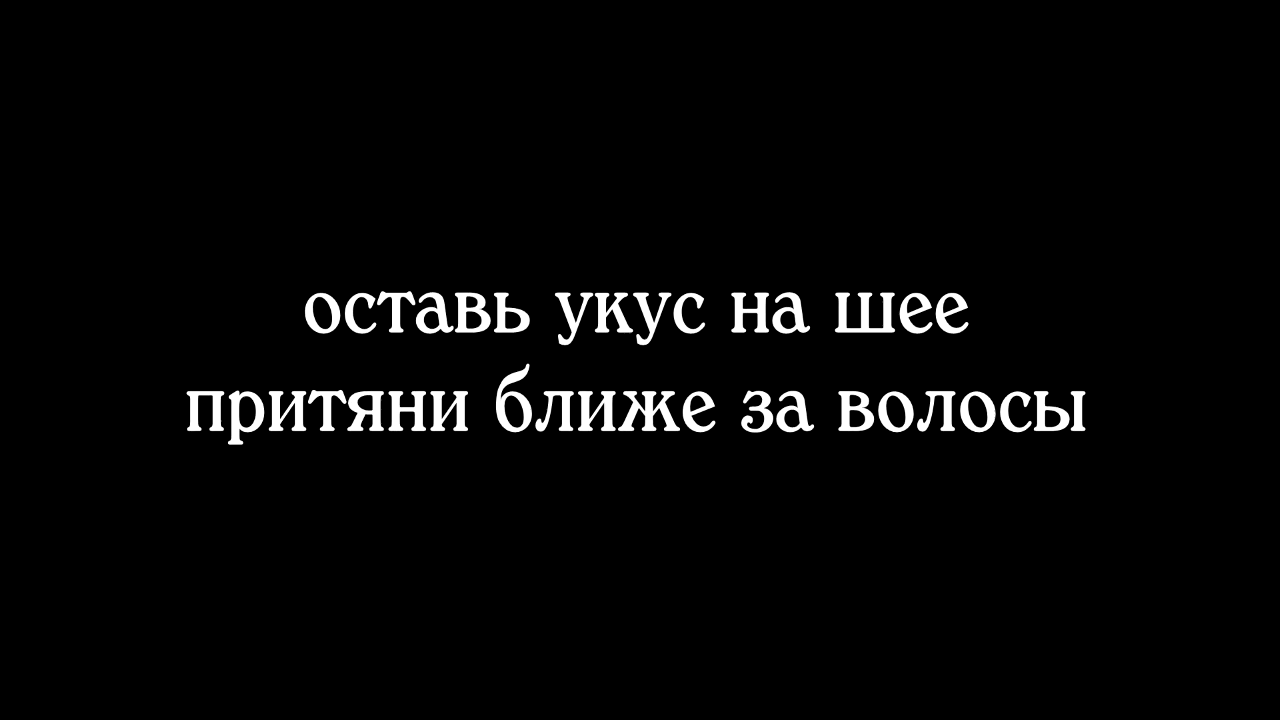 оставь укус на шее
притяни ближе за волосы